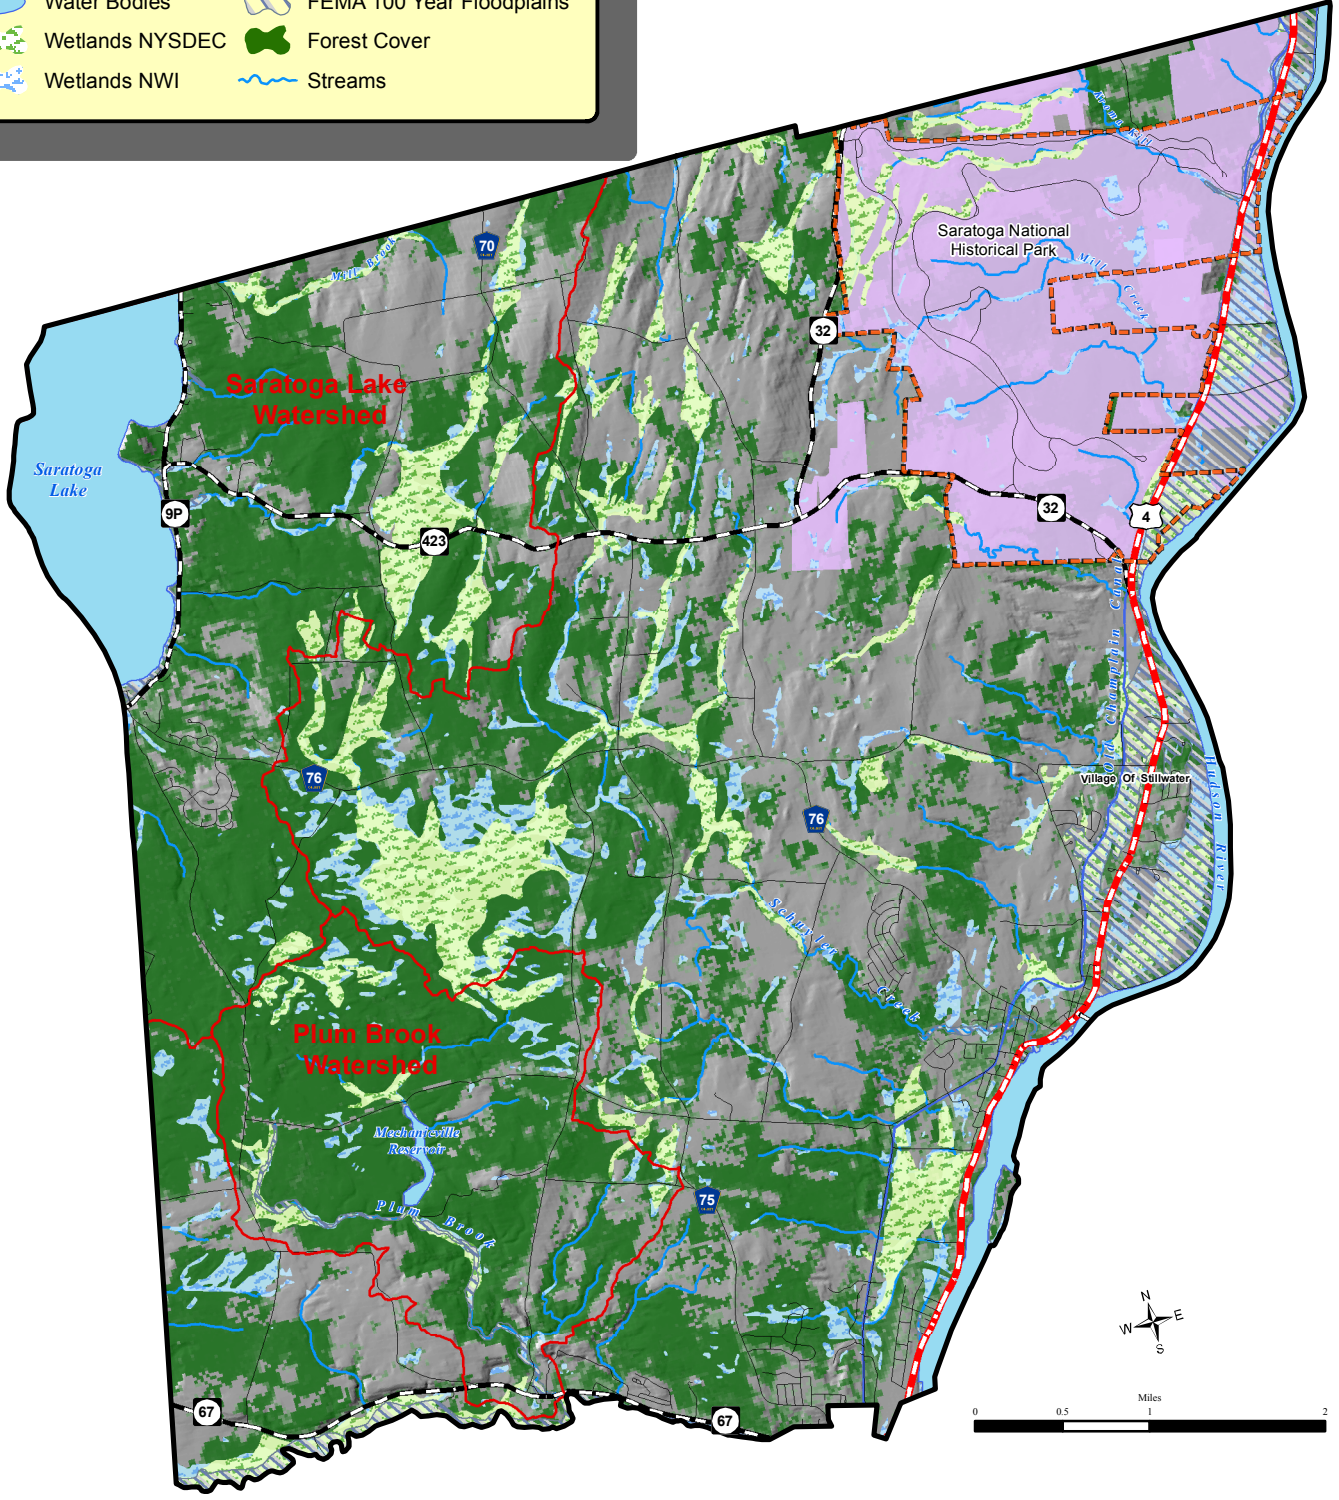 Water Bodies
FEMA 100 Year Floodplains
Wetlands NYSDEC
Forest Cover
Wetlands NWI
Streams
Kroma Kill
Saratoga National
Historical Park
Mill Brook
70
Mill
Creek
32
Saratoga Lake
Watershed
Saratoga
Lake
9P
423
32
4
Old Champlain Canal
76
Village Of Stillwater
Hudson River
76
Schuyler
Creek
Plum Brook
Watershed
Mechanicville
Reservoir
Plum
Brook
75
N
W
E
S
Miles
0
0.5
1
2
67
67